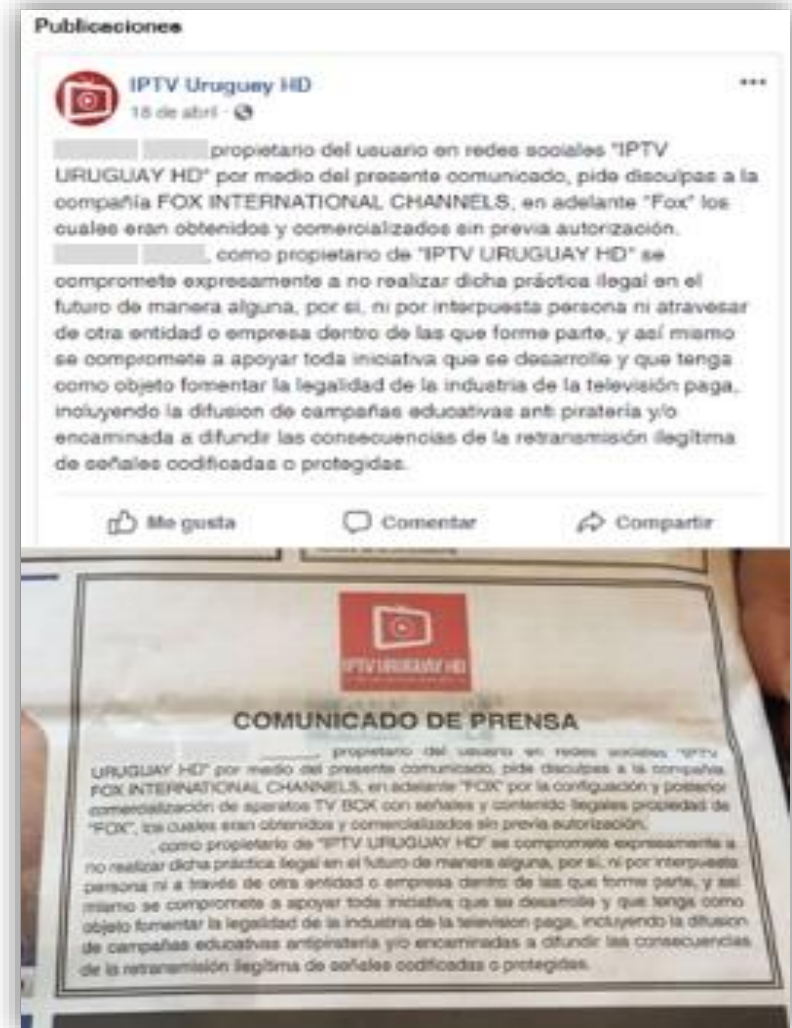 Publicaciones
IPTV Uruguay HD
18 de abril
propietario del usuario en redes sociales "IPTV
URUGUAY HD" por medio del presente comunicado, pide disculpas a la
compañía FOX INTERNATIONAL CHANNELS, en adelante "Fox" los
cuales eran obtenidos y comercializados sin previa autorización.
, como propietario de "IPTV URUGUAY HD" se
compromete expresamente a no realizar dicha práctica ilegal en el
futuro de manera alguna, por si, ni por interpuesta persona ni atravesar
de otra entidad o empresa dentro de las que forme parte, y así mismo
se compromete a apoyar toda iniciativa que se desarrolle y que tenga
como objeto fomentar la legalidad de la industria de la televisión paga,
incluyendo la difusion de campañas educativas anti piratería y/o
encaminada a difundir las consecuencias de la retransmisión ilegítima
de señales codificadas o protegidas.
Me gusta
Comentar
Compartir
IPTV URUGUAY HD
COMUNICADO DE PRENSA
propietario del usuario en redes sociales "IPTV
URUGUAY HD" por medio del presente comunicado, pide disculpas a la compañía
FOX INTERNATIONAL CHANNELS, en adelante "FOX" por la configuación y posterior
comercialización de aparatos TV BOX con señales y contenido ilegales propiedad de
"FOX", los cuales eran obtenidos y comercializados sin previa autorización.
, como propietario de "IPTV URUGUAY HD" se compromete expresamente a
no realizar dicha práctica ilegal en el futuro de manera alguna, por si, ni por interpuesta
persona ni a través de otra entidad o empresa dentro de las que forme parte, y así
mismo se compromete a apoyar toda iniciativa que se desarrolle y que tenga como
objeto fomentar la legalidad de la industria de la television paga, incluyendo la difusion
de campañas educativas antipiratería y/o encaminadas a difundir las consecuencias
de la retransmisión ilegítima de señales codificadas o protegidas.